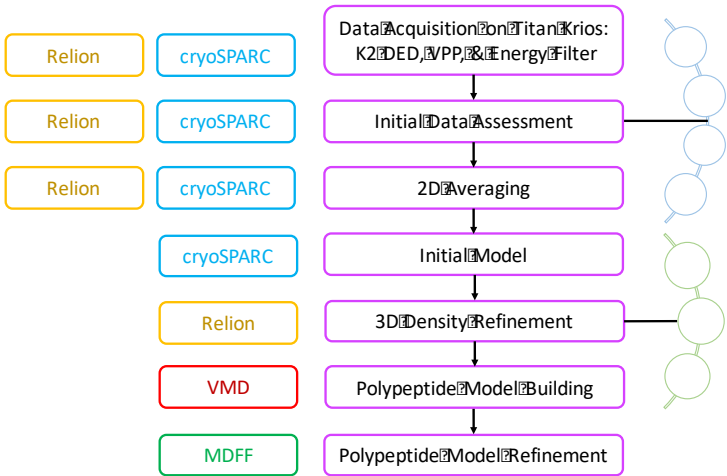 Relion
cryoSPARC
Data Acquisition on Titan Krios:
K2 DED, VPP, & Energy Filter
Relion
cryoSPARC
Initial Data Assessment
Relion
cryoSPARC
2D Averaging
cryoSPARC
Initial Model
Relion
3D Density Refinement
VMD
Polypeptide Model Building
MDFF
Polypeptide Model Refinement